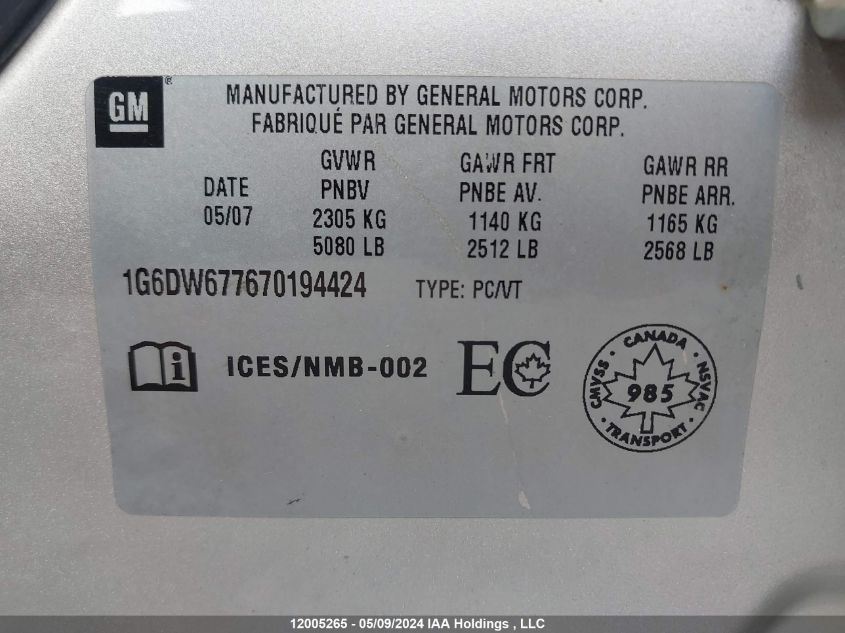 GM®
MANUFACTURED BY GENERAL MOTORS CORP.
FABRIQUÉ PAR GENERAL MOTORS CORP.
GVWR GAWR FRT GAWR RR
DATE PNBV PNBE AV. PNBE ARR.
05/07 2305 KG 1140 KG 1165 KG
5080 LB 2512 LB 2568 LB
1G6DW677670194424 TYPE: PC/VT
i ICES/NMB-002 EC
CANADA
CMVSS 985 NSVAC
TRANSPORT
12005265 - 05/09/2024 IAA Holdings , LLC